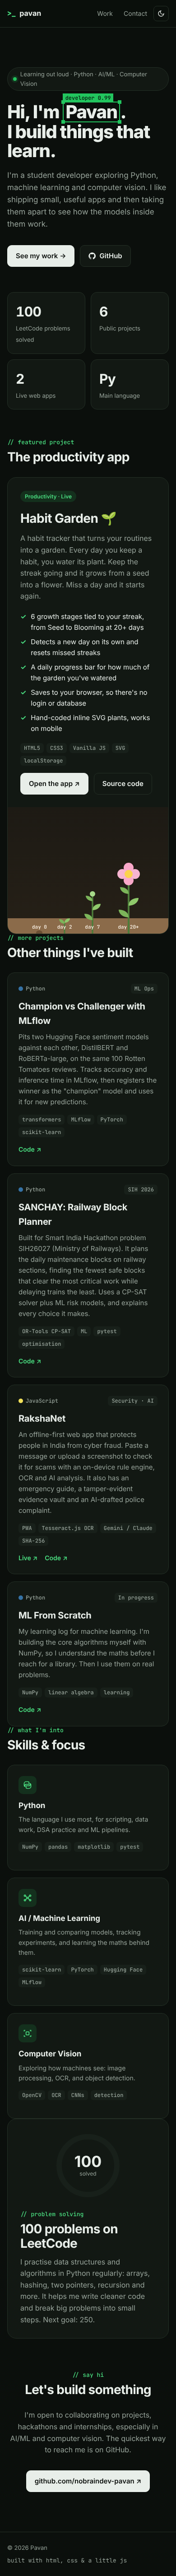 >_ pavan
Work Contact
Learning out loud · Python · AI/ML · Computer
Vision
developer 0.99
Hi, I'm Pavan.
I build things that
learn.
I'm a student developer exploring Python,
machine learning and computer vision. I like
shipping small, useful apps and then taking
them apart to see how the models inside
them work.
See my work → GitHub
100
LeetCode problems
solved
6
Public projects
2
Live web apps
Py
Main language
// featured project
The productivity app
Productivity · Live
Habit Garden 🌱
A habit tracker that turns your routines
into a garden. Every day you keep a
habit, you water its plant. Keep the
streak going and it grows from a seed
into a flower. Miss a day and it starts
again.
✓ 6 growth stages tied to your streak,
from Seed to Blooming at 20+ days
✓ Detects a new day on its own and
resets missed streaks
✓ A daily progress bar for how much of
the garden you've watered
✓ Saves to your browser, so there's no
login or database
✓ Hand-coded inline SVG plants, works
on mobile
HTML5 CSS3 Vanilla JS SVG
localStorage
Open the app ↗ Source code
day 0 day 2 day 7 day 20+
// more projects
Other things I've built
Python ML Ops
Champion vs Challenger with
MLflow
Pits two Hugging Face sentiment models
against each other, DistilBERT and
RoBERTa-large, on the same 100 Rotten
Tomatoes reviews. Tracks accuracy and
inference time in MLflow, then registers the
winner as the "champion" model and uses
it for new predictions.
transformers MLflow PyTorch
scikit-learn
Code ↗
Python SIH 2026
SANCHAY: Railway Block
Planner
Built for Smart India Hackathon problem
SIH26027 (Ministry of Railways). It plans
the daily maintenance blocks on railway
sections, finding the fewest safe blocks
that clear the most critical work while
delaying trains the least. Uses a CP-SAT
solver plus ML risk models, and explains
every choice it makes.
OR-Tools CP-SAT ML pytest
optimisation
Code ↗
JavaScript Security · AI
RakshaNet
An offline-first web app that protects
people in India from cyber fraud. Paste a
message or upload a screenshot to check
it for scams with an on-device rule engine,
OCR and AI analysis. It also has an
emergency guide, a tamper-evident
evidence vault and an AI-drafted police
complaint.
PWA Tesseract.js OCR Gemini / Claude
SHA-256
Live ↗ Code ↗
Python In progress
ML From Scratch
My learning log for machine learning. I'm
building the core algorithms myself with
NumPy, so I understand the maths before I
reach for a library. Then I use them on real
problems.
NumPy linear algebra learning
Code ↗
// what I'm into
Skills & focus
Python
The language I use most, for scripting, data
work, DSA practice and ML pipelines.
NumPy pandas matplotlib pytest
AI / Machine Learning
Training and comparing models, tracking
experiments, and learning the maths behind
them.
scikit-learn PyTorch Hugging Face
MLflow
Computer Vision
Exploring how machines see: image
processing, OCR, and object detection.
OpenCV OCR CNNs detection
100
solved
// problem solving
100 problems on
LeetCode
I practise data structures and
algorithms in Python regularly: arrays,
hashing, two pointers, recursion and
more. It helps me write cleaner code
and break big problems into small
steps. Next goal: 250.
// say hi
Let's build something
I'm open to collaborating on projects,
hackathons and internships, especially in
AI/ML and computer vision. The quickest way
to reach me is on GitHub.
github.com/nobraindev-pavan ↗
© 2026 Pavan
built with html, css & a little js